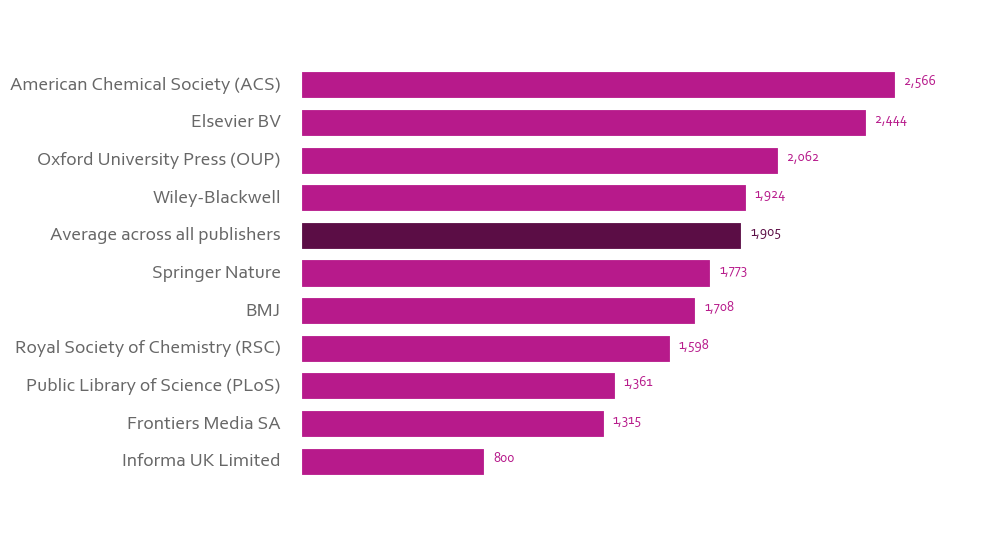 American Chemical Society (ACS) 2,566
Elsevier BV 2,444
Oxford University Press (OUP) 2,062
Wiley-Blackwell 1,924
Average across all publishers 1,905
Springer Nature 1,773
BMJ 1,708
Royal Society of Chemistry (RSC) 1,598
Public Library of Science (PLoS) 1,361
Frontiers Media SA 1,315
Informa UK Limited 800